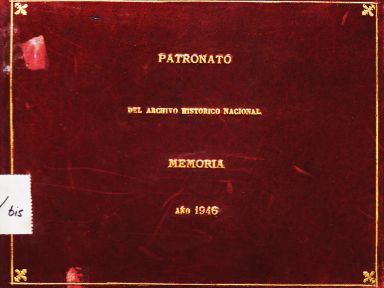 PATRONATO
DEL ARCHIVO HISTORICO NACIONAL.
MEMORIA
AÑO 1946
/ bis